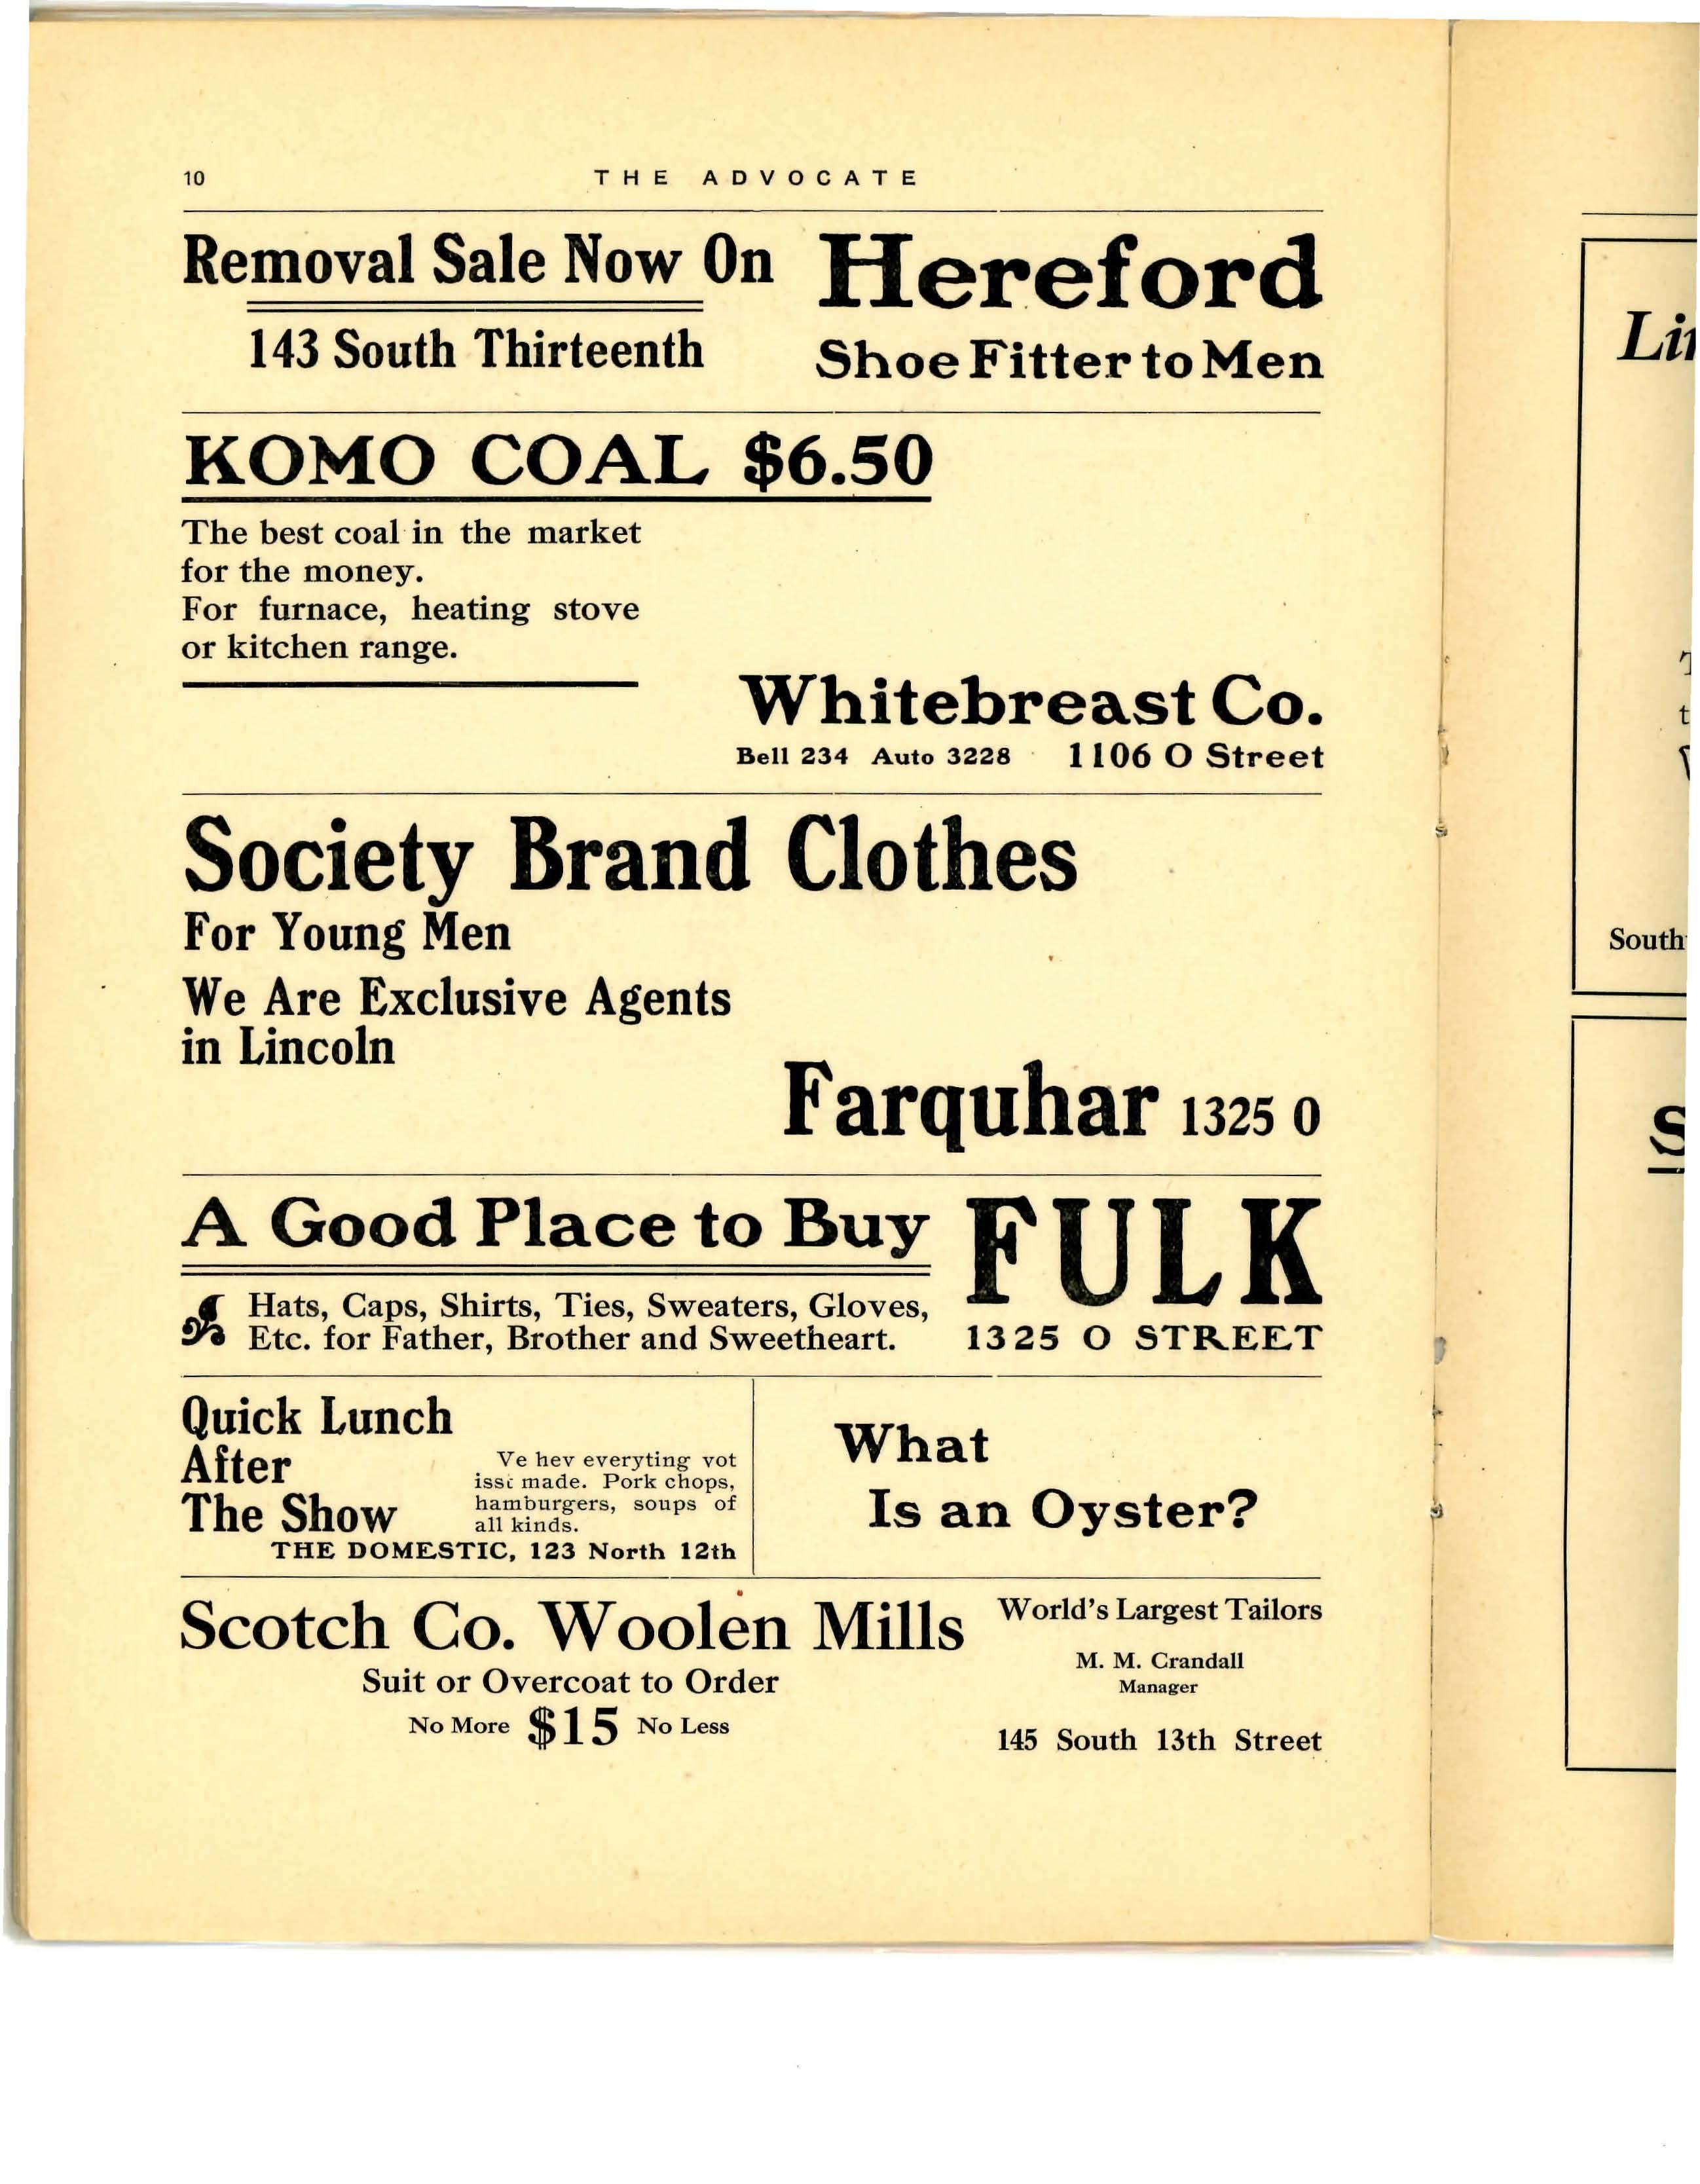 10
THE ADVOCATE
Removal Sale Now On
143 South Thirteenth
Hereford
Shoe Fitter to Men
KOMO COAL $6.50
The best coal in the market
for the money.
For furnace, heating stove
or kitchen range.
Whitebreast Co.
Bell 234 Auto 3228 1106 O Street
Society Brand Clothes
For Young Men
We Are Exclusive Agents
in Lincoln
Farquhar 1325 O
A Good Place to Buy
Hats, Caps, Shirts, Ties, Sweaters, Gloves,
Etc. for Father, Brother and Sweetheart.
FULK
1325 O STREET
Quick Lunch
After
The Show
Ve hev everyting vot
made. Pork chops,
hamburgers, soups of
all kinds.
THE DOMESTIC, 123 North 12th
What
Is an Oyster?
Scotch Co. Woolen Mills
Suit or Overcoat to Order
No More $15 No Less
World's Largest Tailors
M. M. Crandall
Manager
145 South 13th Street
South